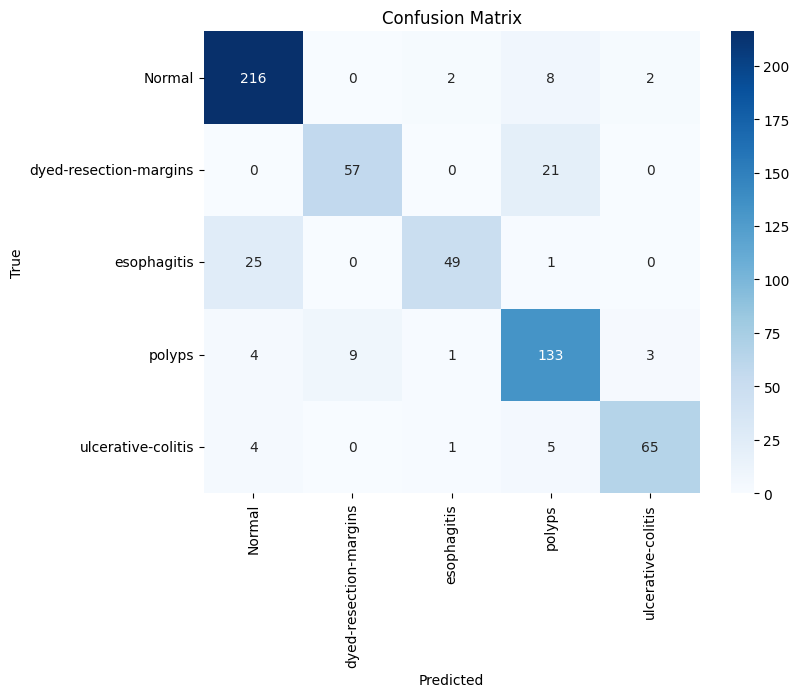 Confusion Matrix
Normal 216 0 2 8 2
dyed-resection-margins 0 57 0 21 0
esophagitis 25 0 49 1 0
polyps 4 9 1 133 3
ulcerative-colitis 4 0 1 5 65
True
Normal
dyed-resection-margins
esophagitis
polyps
ulcerative-colitis
Predicted
200
175
150
125
100
75
50
25
0